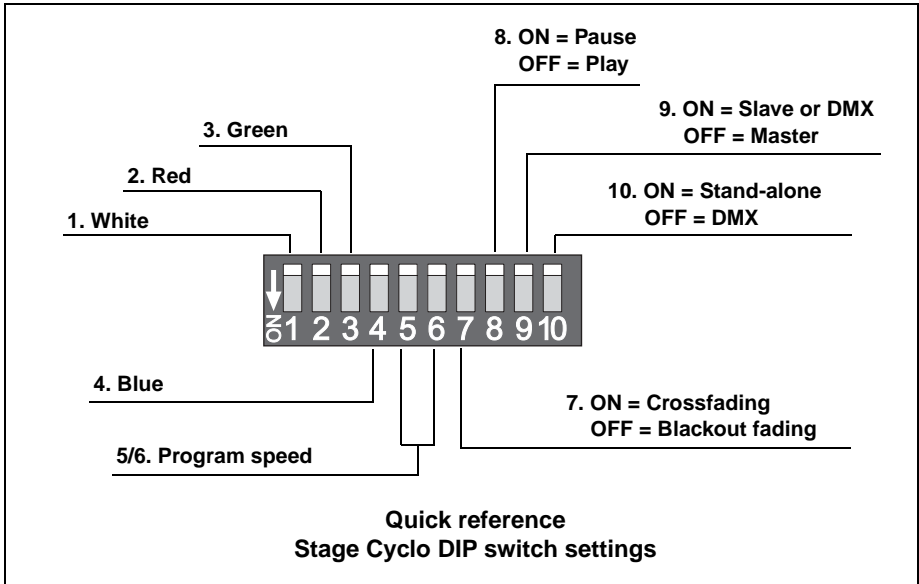 8. ON = Pause
OFF = Play
9. ON = Slave or DMX
OFF = Master
3. Green
2. Red
10. ON = Stand-alone
OFF = DMX
1. White
ON
1 2 3 4 5 6 7 8 9 10
4. Blue
7. ON = Crossfading
OFF = Blackout fading
5/6. Program speed
Quick reference
Stage Cyclo DIP switch settings